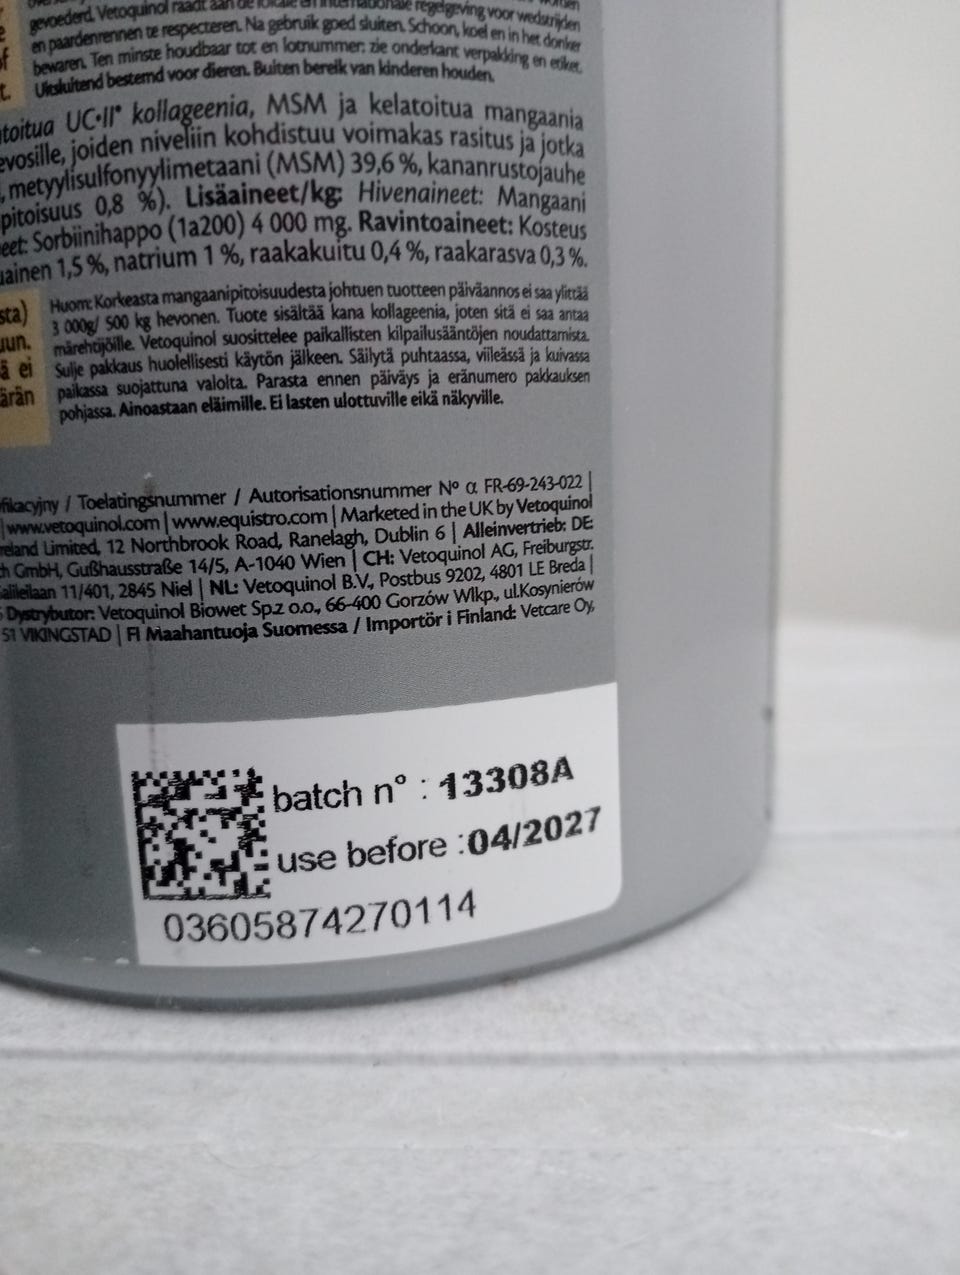 gevoederd. Vetoquinol raadt aan de lokale en internationale regelgeving voor wedstrijden
en paardenrennen te respecteren. Na gebruik goed sluiten. Schoon, koel en in het donker
bewaren. Ten minste houdbaar tot en lotnummer: zie onderkant verpakking en etiket.
t. Uitsluitend bestemd voor dieren. Buiten bereik van kinderen houden.
toitua UC•II® kollageenia, MSM ja kelatoitua mangaania
evosille, joiden niveliin kohdistuu voimakas rasitus ja jotka
, metyylisulfonyylimetaani (MSM) 39,6 %, kananrustojauhe
pitoisuus 0,8 %). Lisäaineet/kg: Hivenaineet: Mangaani
eet: Sorbiinihappo (1a200) 4 000 mg. Ravintoaineet: Kosteus
uainen 1,5 %, natrium 1 %, raakakuitu 0,4 %, raakarasva 0,3 %.
sta)
uun.
ä ei
ärän
Huom: Korkeasta mangaanipitoisuudesta johtuen tuotteen päiväannos ei saa ylittää
3 000g/ 500 kg hevonen. Tuote sisältää kana kollageenia, joten sitä ei saa antaa
märehtijöille. Vetoquinol suosittelee paikallisten kilpailusääntöjen noudattamista.
Sulje pakkaus huolellisesti käytön jälkeen. Säilytä puhtaassa, viileässä ja kuivassa
paikassa suojattuna valolta. Parasta ennen päiväys ja eränumero pakkauksen
pohjassa. Ainoastaan eläimille. Ei lasten ulottuville eikä näkyville.
fikacyjny / Toelatingsnummer / Autorisationsnummer N° α FR-69-243-022 |
| www.vetoquinol.com | www.equistro.com | Marketed in the UK by Vetoquinol
reland Limited, 12 Northbrook Road, Ranelagh, Dublin 6 | Alleinvertrieb: DE:
ch GmbH, Gußhausstraße 14/5, A-1040 Wien | CH: Vetoquinol AG, Freiburgstr.
alileilaan 11/401, 2845 Niel | NL: Vetoquinol B.V., Postbus 9202, 4801 LE Breda |
Dystrybutor: Vetoquinol Biowet Sp.z o.o., 66-400 Gorzów Wlkp., ul.Kosynierów
51 VIKINGSTAD | FI Maahantuoja Suomessa / Importör i Finland: Vetcare Oy,
batch n° : 13308A
use before :04/2027
03605874270114